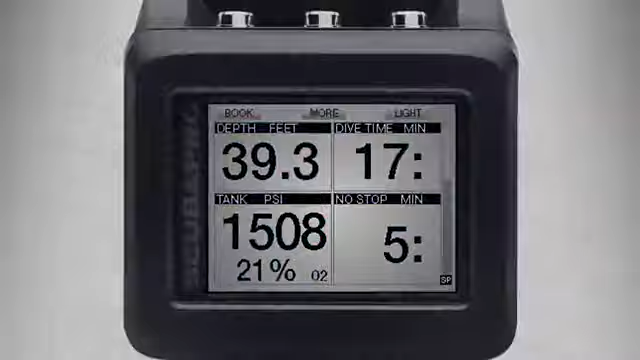 BOOK MORE LIGHT
DEPTH FEET DIVE TIME MIN
39.3 17:
TANK PSI NO STOP MIN
1508 5:
21% O2
SP
SCUBAPRO